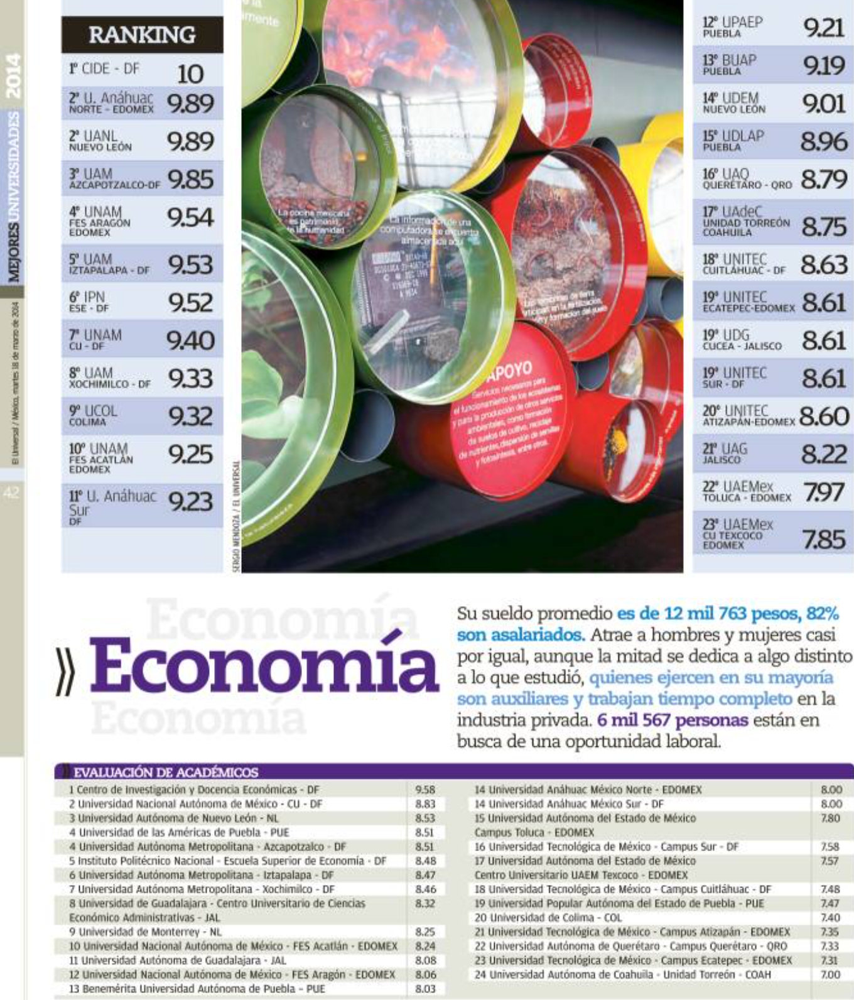 MEJORES UNIVERSIDADES 2014
El Universal / México, martes 18 de marzo de 2014
42
RANKING
1º CIDE - DF 10
2º U. Anáhuac 9.89
NORTE - EDOMEX
2º UANL 9.89
NUEVO LEÓN
3º UAM 9.85
AZCAPOTZALCO-DF
4º UNAM 9.54
FES ARAGÓN
EDOMEX
5º UAM 9.53
IZTAPALAPA - DF
6º IPN 9.52
ESE - DF
7º UNAM 9.40
CU - DF
8º UAM 9.33
XOCHIMILCO - DF
9º UCOL 9.32
COLIMA
10º UNAM 9.25
FES ACATLÁN
EDOMEX
11º U. Anáhuac 9.23
Sur
DF
SERGIO MENDOZA / EL UNIVERSAL
La cocina mexicana
es patrimonio
de la humanidad
La información de una
computadora se encuentra
almacenada aquí
APOYO
Servicios necesarios para
el funcionamiento de los ecosistemas
y para la producción de otros servicios
ambientales, como formación
de suelos de cultivo, reciclaje
de nutrientes, dispersión de semillas
y fotosíntesis, entre otros.
12º UPAEP 9.21
PUEBLA
13º BUAP 9.19
PUEBLA
14º UDEM 9.01
NUEVO LEÓN
15º UDLAP 8.96
PUEBLA
16º UAQ 8.79
QUERÉTARO - QRO
17º UAdeC 8.75
UNIDAD TORREÓN
COAHUILA
18º UNITEC 8.63
CUITLÁHUAC - DF
19º UNITEC 8.61
ECATEPEC-EDOMEX
19º UDG 8.61
CUCEA - JALISCO
19º UNITEC 8.61
SUR - DF
20º UNITEC 8.60
ATIZAPÁN-EDOMEX
21º UAG 8.22
JALISCO
22º UAEMex 7.97
TOLUCA - EDOMEX
23º UAEMex 7.85
CU TEXCOCO
EDOMEX
Economía
Economía
Economía
Su sueldo promedio es de 12 mil 763 pesos, 82%
son asalariados. Atrae a hombres y mujeres casi
por igual, aunque la mitad se dedica a algo distinto
a lo que estudió, quienes ejercen en su mayoría
son auxiliares y trabajan tiempo completo en la
industria privada. 6 mil 567 personas están en
busca de una oportunidad laboral.
EVALUACIÓN DE ACADÉMICOS
1 Centro de Investigación y Docencia Económicas - DF 9.58
2 Universidad Nacional Autónoma de México - CU - DF 8.83
3 Universidad Autónoma de Nuevo León - NL 8.53
4 Universidad de las Américas de Puebla - PUE 8.51
4 Universidad Autónoma Metropolitana - Azcapotzalco - DF 8.51
5 Instituto Politécnico Nacional - Escuela Superior de Economía - DF 8.48
6 Universidad Autónoma Metropolitana - Iztapalapa - DF 8.47
7 Universidad Autónoma Metropolitana - Xochimilco - DF 8.46
8 Universidad de Guadalajara - Centro Universitario de Ciencias 8.32
Económico Administrativas - JAL
9 Universidad de Monterrey - NL 8.25
10 Universidad Nacional Autónoma de México - FES Acatlán - EDOMEX 8.24
11 Universidad Autónoma de Guadalajara - JAL 8.08
12 Universidad Nacional Autónoma de México - FES Aragón - EDOMEX 8.06
13 Benemérita Universidad Autónoma de Puebla - PUE 8.03
14 Universidad Anáhuac México Norte - EDOMEX 8.00
14 Universidad Anáhuac México Sur - DF 8.00
15 Universidad Autónoma del Estado de México 7.80
Campus Toluca - EDOMEX
16 Universidad Tecnológica de México - Campus Sur - DF 7.58
17 Universidad Autónoma del Estado de México 7.57
Centro Universitario UAEM Texcoco - EDOMEX
18 Universidad Tecnológica de México - Campus Cuitláhuac - DF 7.48
19 Universidad Popular Autónoma del Estado de Puebla - PUE 7.47
20 Universidad de Colima - COL 7.40
21 Universidad Tecnológica de México - Campus Atizapán - EDOMEX 7.35
22 Universidad Autónoma de Querétaro - Campus Querétaro - QRO 7.33
23 Universidad Tecnológica de México - Campus Ecatepec - EDOMEX 7.31
24 Universidad Autónoma de Coahuila - Unidad Torreón - COAH 7.00